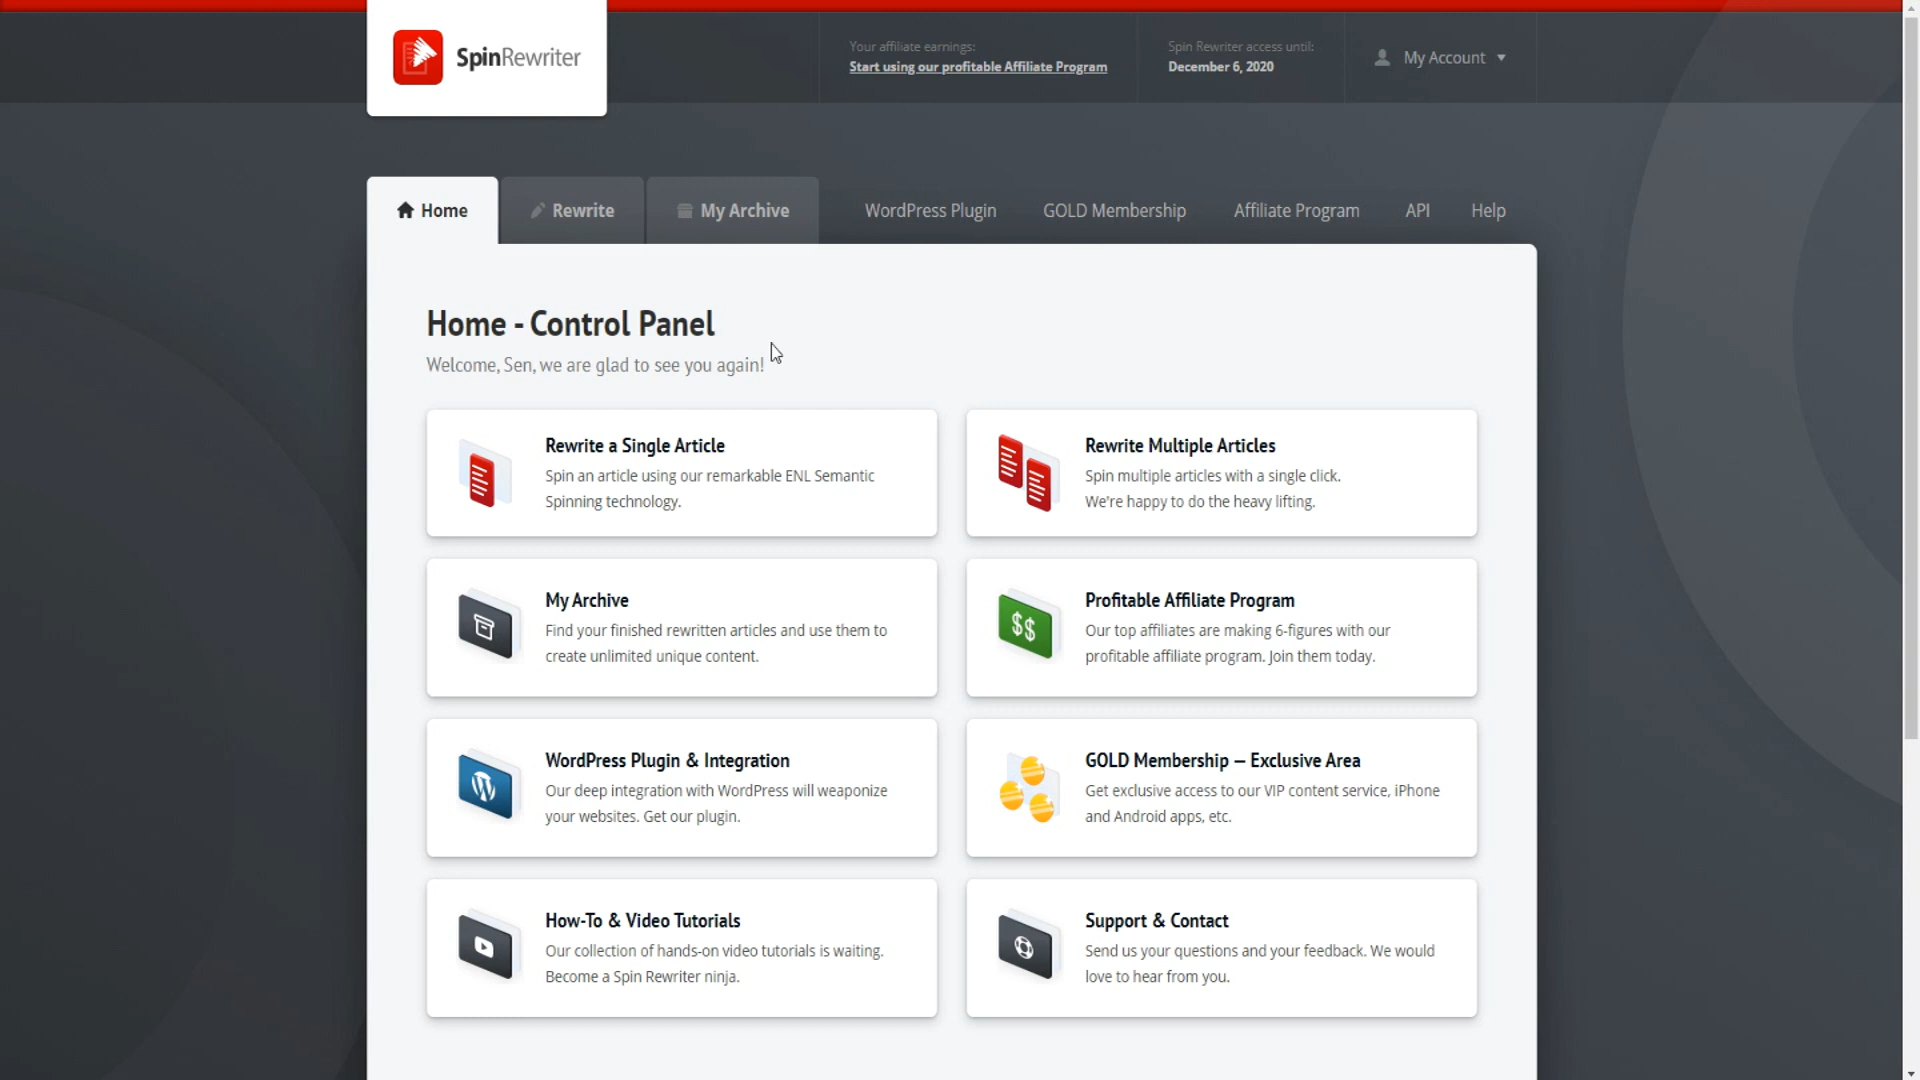 SpinRewriter
Your affiliate earnings:
Start using our profitable Affiliate Program
Spin Rewriter access until:
December 6, 2020
My Account
Home
Rewrite
My Archive
WordPress Plugin
GOLD Membership
Affiliate Program
API
Help
Home - Control Panel
Welcome, Sen, we are glad to see you again!
Rewrite a Single Article
Spin an article using our remarkable ENL Semantic
Spinning technology.
Rewrite Multiple Articles
Spin multiple articles with a single click.
We're happy to do the heavy lifting.
My Archive
Find your finished rewritten articles and use them to
create unlimited unique content.
$$
Profitable Affiliate Program
Our top affiliates are making 6-figures with our
profitable affiliate program. Join them today.
WordPress Plugin & Integration
Our deep integration with WordPress will weaponize
your websites. Get our plugin.
GOLD Membership – Exclusive Area
Get exclusive access to our VIP content service, iPhone
and Android apps, etc.
How-To & Video Tutorials
Our collection of hands-on video tutorials is waiting.
Become a Spin Rewriter ninja.
Support & Contact
Send us your questions and your feedback. We would
love to hear from you.